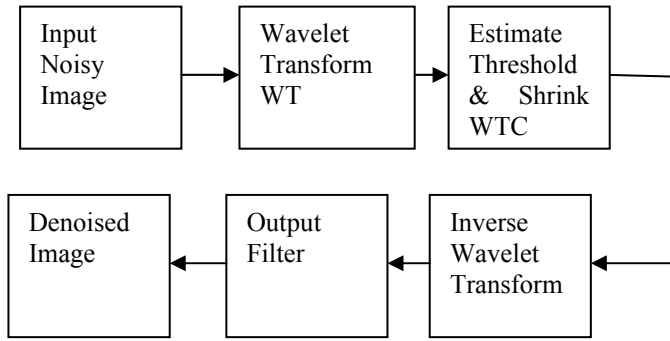 Input
Noisy
Image
Wavelet
Transform
WT
Estimate
Threshold
& Shrink
WTC
Inverse
Wavelet
Transform
Output
Filter
Denoised
Image